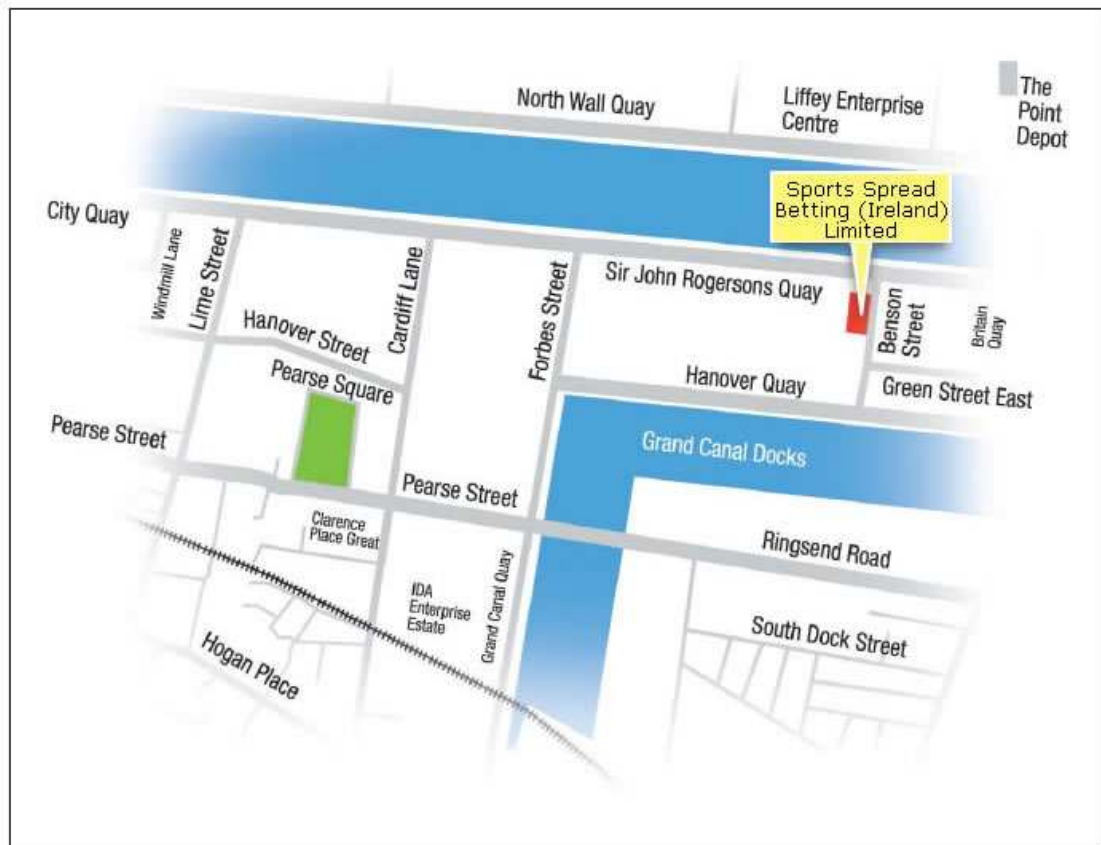 North Wall Quay
Liffey Enterprise
Centre
The
Point
Depot
Sports Spread
Betting (Ireland)
Limited
City Quay
Windmill Lane
Lime Street
Cardiff Lane
Forbes Street
Sir John Rogersons Quay
Benson
Street
Britain
Quay
Hanover Street
Pearse Square
Hanover Quay
Green Street East
Pearse Street
Grand Canal Docks
Pearse Street
Clarence
Place Great
Ringsend Road
IDA
Enterprise
Estate
Grand Canal Quay
South Dock Street
Hogan Place